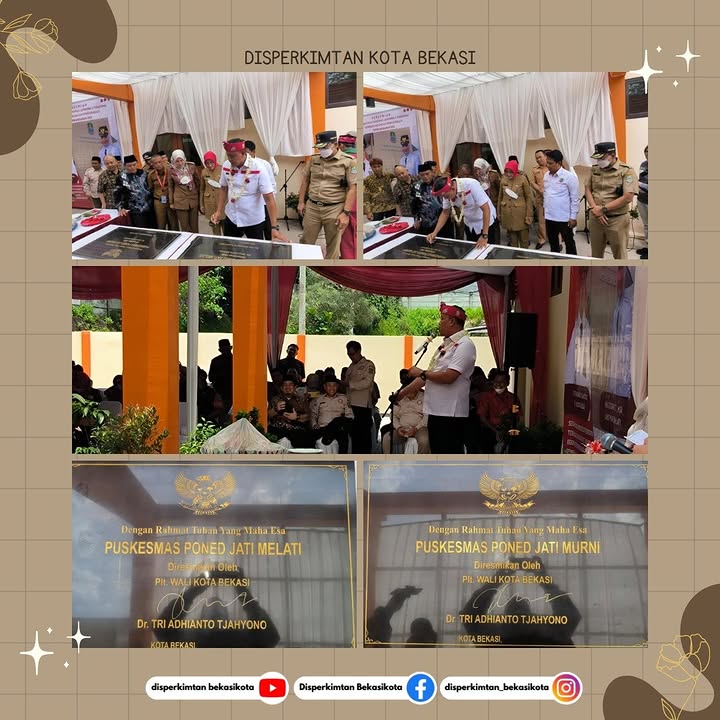 DISPERKIMTAN KOTA BEKASI
Dengan Rahmat Tuhan Yang Maha Esa
PUSKESMAS PONED JATI MELATI
Diresmikan Oleh
Plt. WALI KOTA BEKASI
Dr. TRI ADHIANTO TJAHYONO
KOTA BEKASI,
Dengan Rahmat Tuhan Yang Maha Esa
PUSKESMAS PONED JATI MURNI
Diresmikan Oleh
Plt. WALI KOTA BEKASI
Dr. TRI ADHIANTO TJAHYONO
KOTA BEKASI,
disperkimtan bekasikota
Disperkimtan Bekasikota
disperkimtan_bekasikota